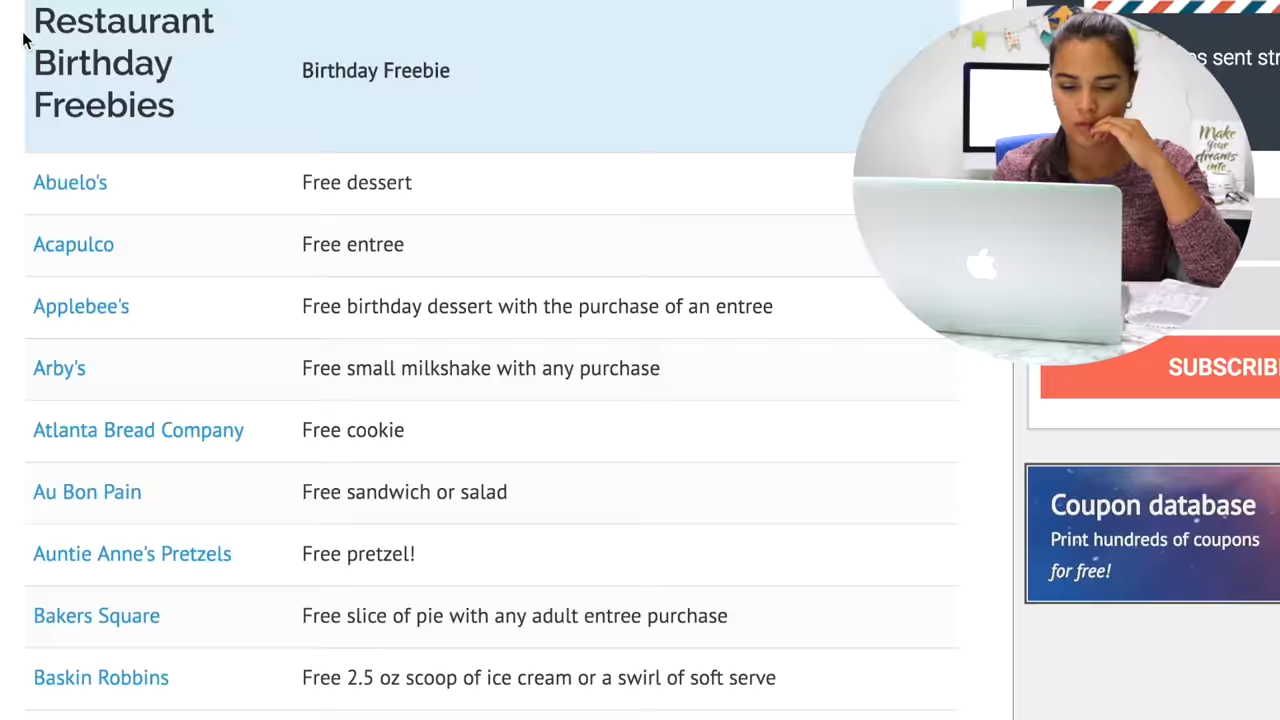 Restaurant
Birthday
Freebies
Birthday Freebie
Abuelo's Free dessert
Acapulco Free entree
Applebee's Free birthday dessert with the purchase of an entree
Arby's Free small milkshake with any purchase
Atlanta Bread Company Free cookie
Au Bon Pain Free sandwich or salad
Auntie Anne's Pretzels Free pretzel!
Bakers Square Free slice of pie with any adult entree purchase
Baskin Robbins Free 2.5 oz scoop of ice cream or a swirl of soft serve
sent
Make
your
dreams
SUBSCRIB
Coupon database
Print hundreds of coupons
for free!